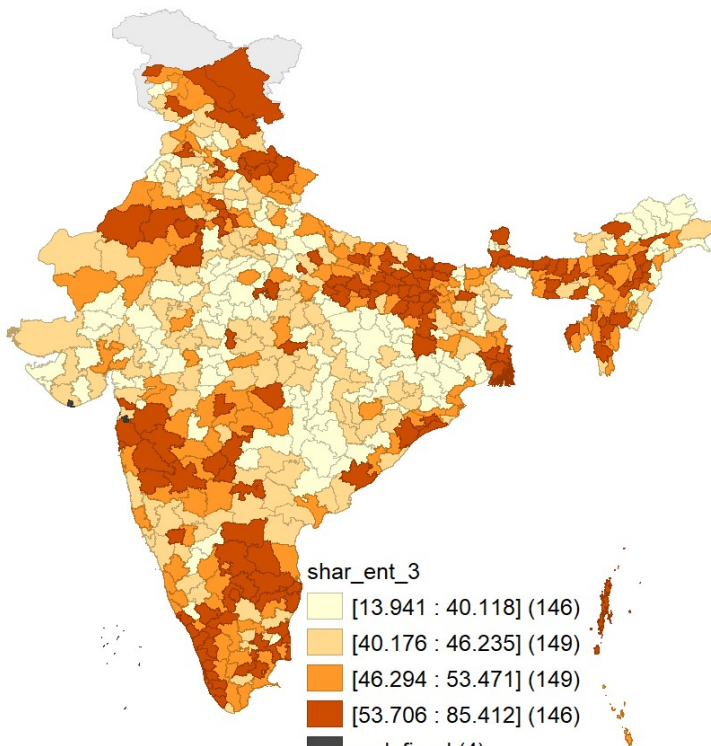 shar_ent_3
[13.941 : 40.118] (146)
[40.176 : 46.235] (149)
[46.294 : 53.471] (149)
[53.706 : 85.412] (146)